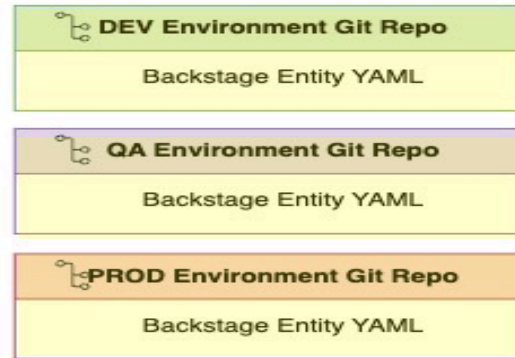 DEV Environment Git Repo
Backstage Entity YAML
QA Environment Git Repo
Backstage Entity YAML
PROD Environment Git Repo
Backstage Entity YAML